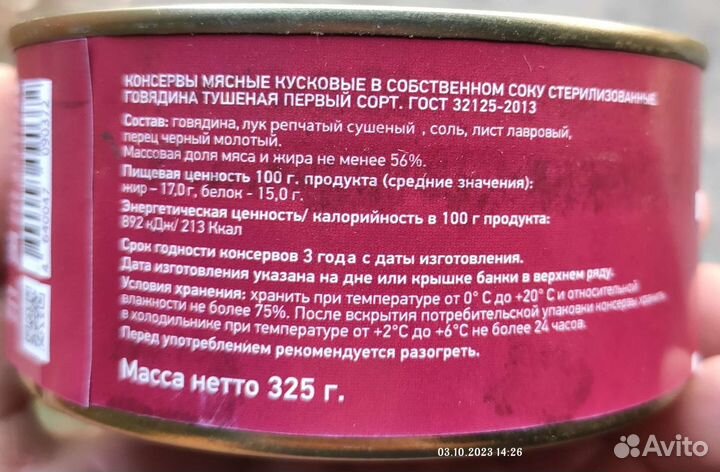 КОНСЕРВЫ МЯСНЫЕ КУСКОВЫЕ В СОБСТВЕННОМ СОКУ СТЕРИЛИЗОВАННЫЕ
ГОВЯДИНА ТУШЕНАЯ ПЕРВЫЙ СОРТ. ГОСТ 32125-2013
Состав: говядина, лук репчатый сушеный , соль, лист лавровый,
перец черный молотый.
Массовая доля мяса и жира не менее 56%.
Пищевая ценность 100 г. продукта (средние значения):
жир – 17,0 г, белок - 15,0 г.
Энергетическая ценность/ калорийность в 100 г продукта:
892 кДж/ 213 Ккал
Срок годности консервов 3 года с даты изготовления.
Дата изготовления указана на дне или крышке банки в верхнем ряду.
Условия хранения: хранить при температуре от 0° С до +20° С и относительной
влажности не более 75%. После вскрытия потребительской упаковки консервы хранить
в холодильнике при температуре от +2°С до +6°С не более 24 часов.
Перед употреблением рекомендуется разогреть.
Масса нетто 325 г.
03.10.2023 14:26
Avito